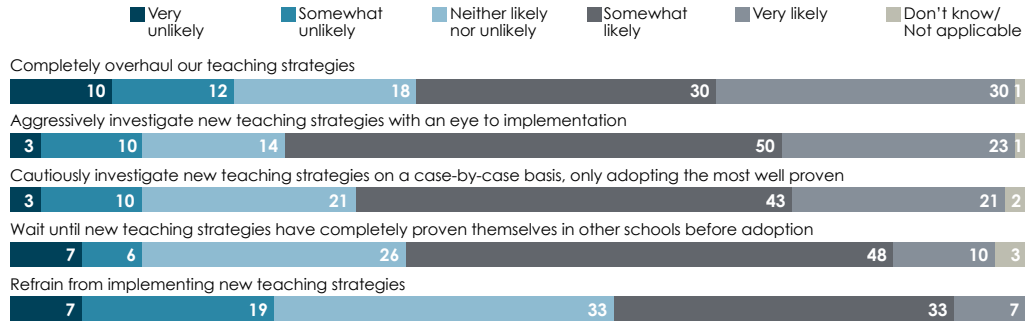 Very unlikely
Somewhat unlikely
Neither likely nor unlikely
Somewhat likely
Very likely
Don't know/ Not applicable
Completely overhaul our teaching strategies
10 12 18 30 30 1
Aggressively investigate new teaching strategies with an eye to implementation
3 10 14 50 23 1
Cautiously investigate new teaching strategies on a case-by-case basis, only adopting the most well proven
3 10 21 43 21 2
Wait until new teaching strategies have completely proven themselves in other schools before adoption
7 6 26 48 10 3
Refrain from implementing new teaching strategies
7 19 33 33 7